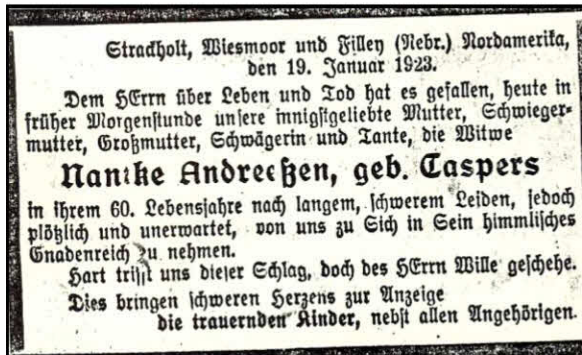 Strackholt, Wiesmoor und Filley (Nebr.) Nordamerika,
den 19. Januar 1923.
Dem HErrn über Leben und Tod hat es gefallen, heute in
früher Morgenstunde unsere innigstgeliebte Mutter, Schwieger-
mutter, Großmutter, Schwägerin und Tante, die Witwe
Nantke Andreeßen, geb. Caspers
in ihrem 60. Lebensjahre nach langem, schwerem Leiden, jedoch
plötzlich und unerwartet, von uns zu Sich in Sein himmlisches
Gnadenreich zu nehmen.
Hart trifft uns dieser Schlag, doch des HErrn Wille geschehe.
Dies bringen schweren Herzens zur Anzeige
die trauernden Kinder, nebst allen Angehörigen.